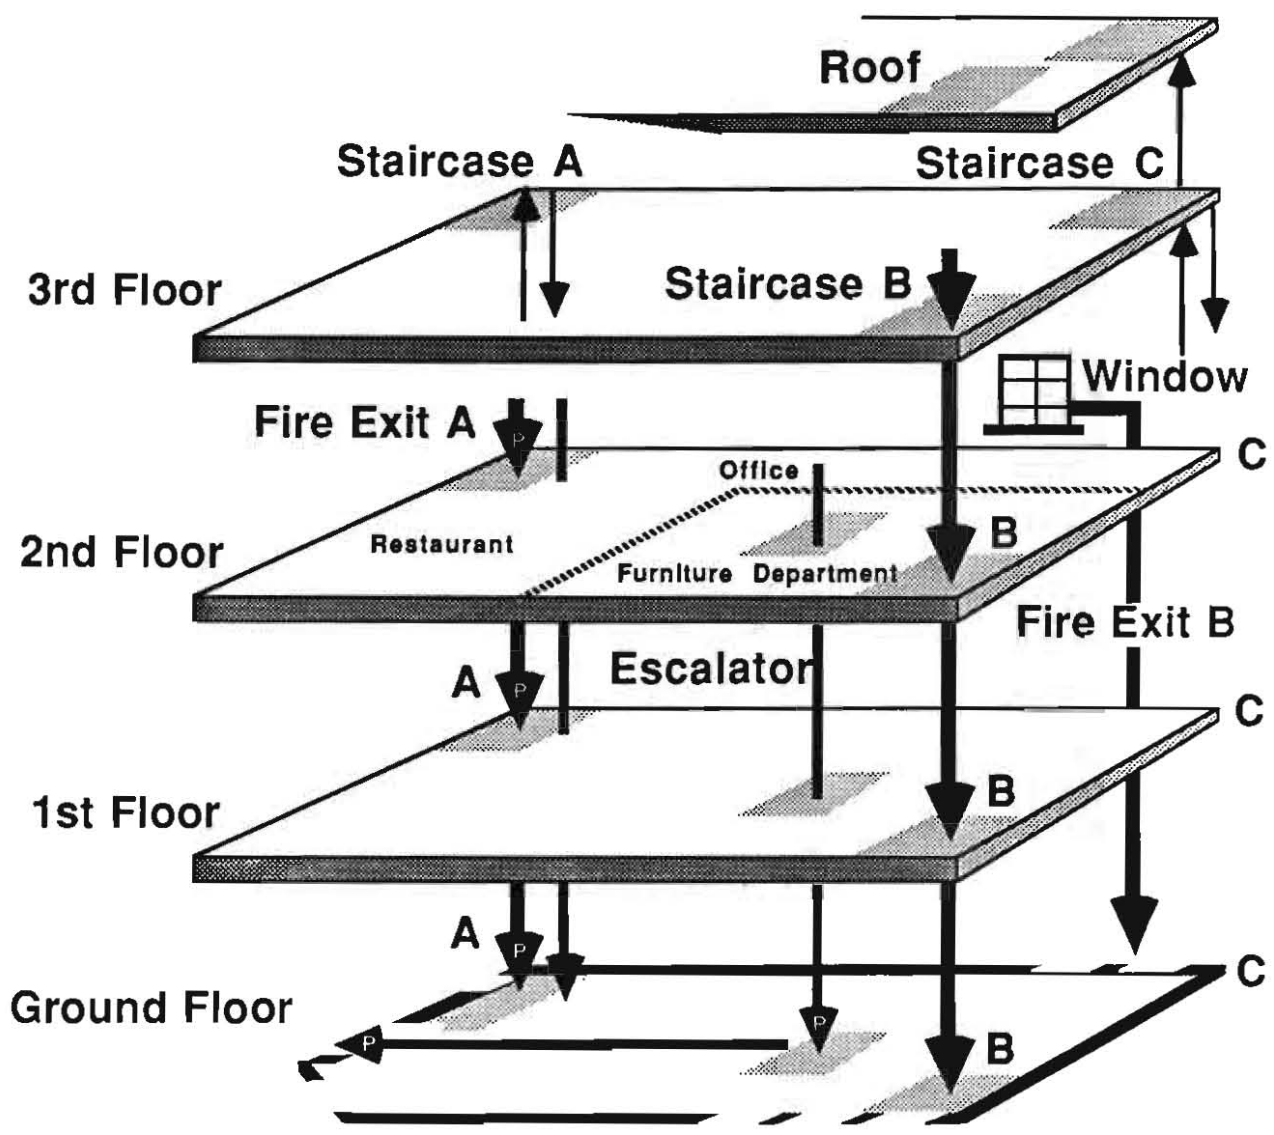 Roof
Staircase A
Staircase C
3rd Floor
Staircase B
Window
Fire Exit A
P
C
Office
Restaurant
B
2nd Floor
Furniture Department
Fire Exit B
Escalator
A
P
C
B
1st Floor
A
P
C
Ground Floor
P
P
B